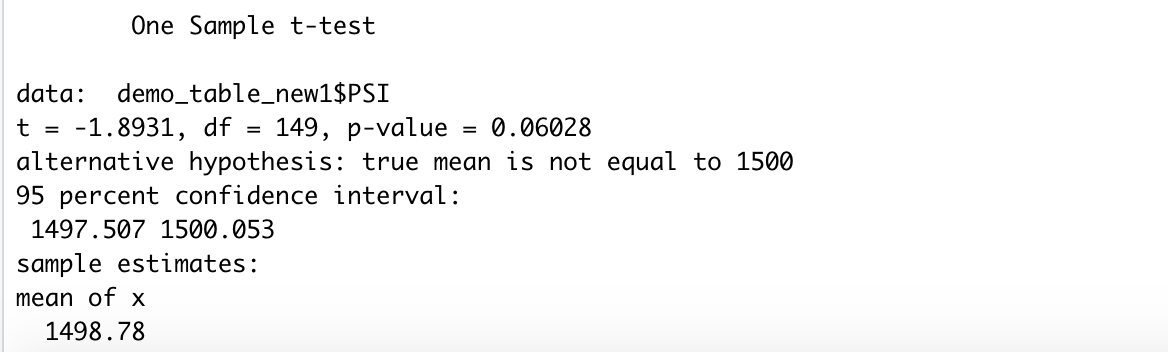 One Sample t-test
data: demo_table_new1$PSI
t = -1.8931, df = 149, p-value = 0.06028
alternative hypothesis: true mean is not equal to 1500
95 percent confidence interval:
1497.507 1500.053
sample estimates:
mean of x
1498.78